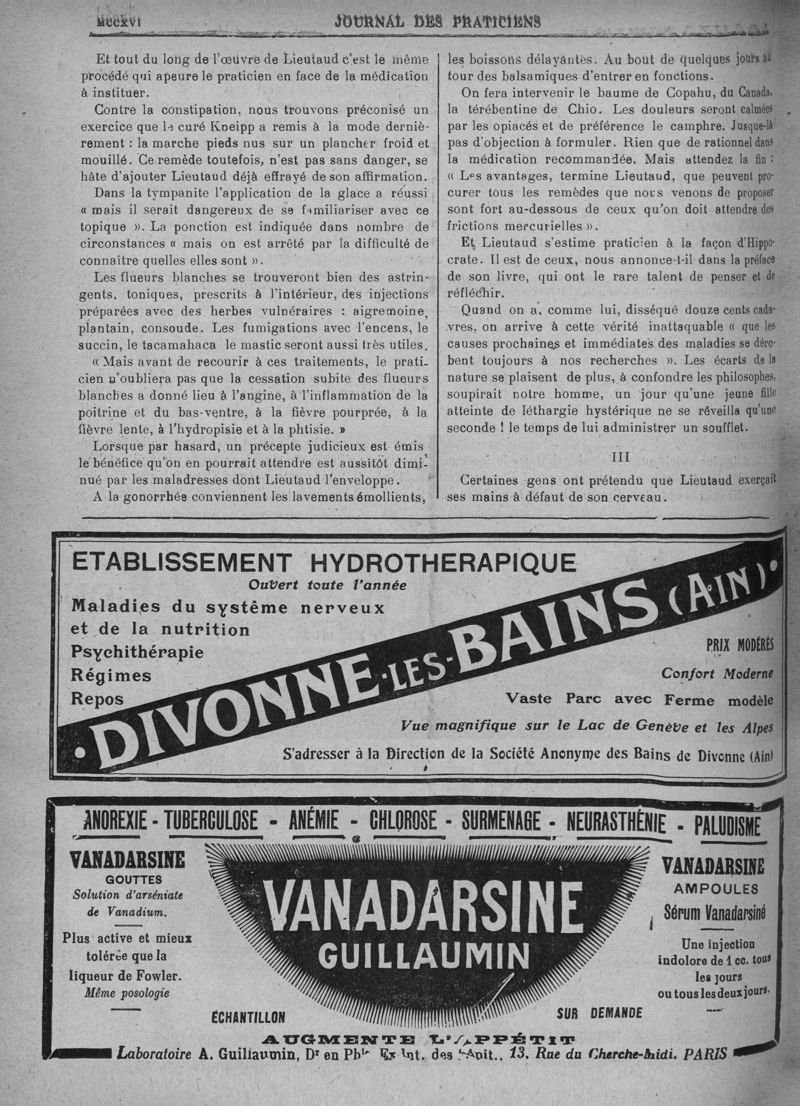 MCCXVI
JOURNAL DES PRATICIENS
Et tout du long de l'œuvre de Lieutaud c'est le même
procédé qui apeure le praticien en face de la médication
à instituer.
Contre la constipation, nous trouvons préconisé un
exercice que le curé Kneipp a remis à la mode derniè-
rement : la marche pieds nus sur un plancher froid et
mouillé. Ce remède toutefois, n'est pas sans danger, se
hâte d'ajouter Lieutaud déjà effrayé de son affirmation.
Dans la tympanite l'application de la glace a réussi
« mais il serait dangereux de se familiariser avec ce
topique ». La ponction est indiquée dans nombre de
circonstances « mais on est arrêté par la difficulté de
connaître quelles elles sont ».
Les flueurs blanches se trouveront bien des astrin-
gents, toniques, prescrits à l'intérieur, des injections
préparées avec des herbes vulnéraires : aigremoine,
plantain, consoude. Les fumigations avec l'encens, le
succin, le tacamahaca le mastic seront aussi très utiles.
« Mais avant de recourir à ces traitements, le prati-
cien n'oubliera pas que la cessation subite des flueurs
blanches a donné lieu à l'angine, à l'inflammation de la
poitrine et du bas-ventre, à la fièvre pourprée, à la
fièvre lente, à l'hydropisie et à la phtisie. »
Lorsque par hasard, un précepte judicieux est émis
le bénéfice qu'on en pourrait attendre est aussitôt dimi-
nué par les maladresses dont Lieutaud l'enveloppe.
A la gonorrhée conviennent les lavements émollients,
les boissons délayantes. Au bout de quelques jours au
tour des balsamiques d'entrer en fonctions.
On fera intervenir le baume de Copahu, du Canada,
la térébentine de Chio. Les douleurs seront calmées
par les opiacés et de préférence le camphre. Jusque-là
pas d'objection à formuler. Rien que de rationnel dans
la médication recommandée. Mais attendez la fin :
« Les avantages, termine Lieutaud, que peuvent pro-
curer tous les remèdes que nous venons de proposer
sont fort au-dessous de ceux qu'on doit attendre des
frictions mercurielles ».
Et Lieutaud s'estime praticien à la façon d'Hippo-
crate. Il est de ceux, nous annonce-t-il dans la préface
de son livre, qui ont le rare talent de penser et de
réfléchir.
Quand on a, comme lui, disséqué douze cents cada-
vres, on arrive à cette vérité inattaquable « que les
causes prochaines et immédiates des maladies se déro-
bent toujours à nos recherches ». Les écarts de la
nature se plaisent de plus, à confondre les philosophes,
soupirait notre homme, un jour qu'une jeune fille
atteinte de léthargie hystérique ne se réveilla qu'une
seconde ! le temps de lui administrer un soufflet.
III
Certaines gens ont prétendu que Lieutaud exerçait
ses mains à défaut de son cerveau.
ETABLISSEMENT HYDROTHERAPIQUE
Ouvert toute l'année
Maladies du système nerveux
et de la nutrition
Psychithérapie
Régimes
Repos
DIVONNE-LES-BAINS (AIN)
PRIX MODÉRÉS
Confort Moderne
Vaste Parc avec Ferme modèle
Vue magnifique sur le Lac de Genève et les Alpes
S'adresser à la Direction de la Société Anonyme des Bains de Divonne (Ain)
ANOREXIE - TUBERCULOSE - ANÉMIE - CHLOROSE - SURMENAGE - NEURASTHÉNIE - PALUDISME
VANADARSINE
GOUTTES
Solution d'arséniate
de Vanadium.
Plus active et mieux
tolérée que la
liqueur de Fowler.
Même posologie
VANADARSINE
GUILLAUMIN
VANADARSINE
AMPOULES
Sérum Vanadarsiné
Une injection
indolore de 1 cc. tous
les jours
ou tous les deux jours.
ÉCHANTILLON
SUR DEMANDE
AUGMENTE L'APPÉTIT
Laboratoire A. Guillaumin, Dr en Phie Ex Int. des Hôpit., 13, Rue du Cherche-Midi, PARIS